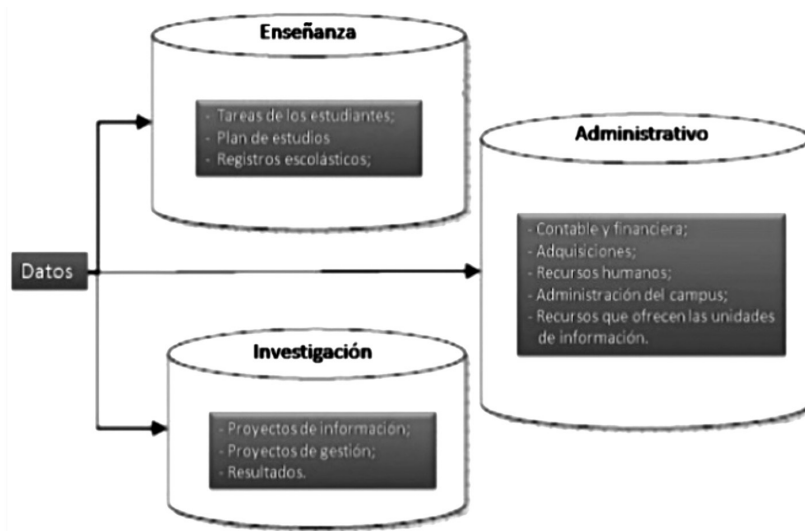 Enseñanza
- Tareas de los estudiantes;
- Plan de estudios
- Registros escolásticos;
Administrativo
- Contable y financiera;
- Adquisiciones;
- Recursos humanos;
- Administración del campus;
- Recursos que ofrecen las unidades
de información.
Datos
Investigación
- Proyectos de información;
- Proyectos de gestión;
- Resultados.